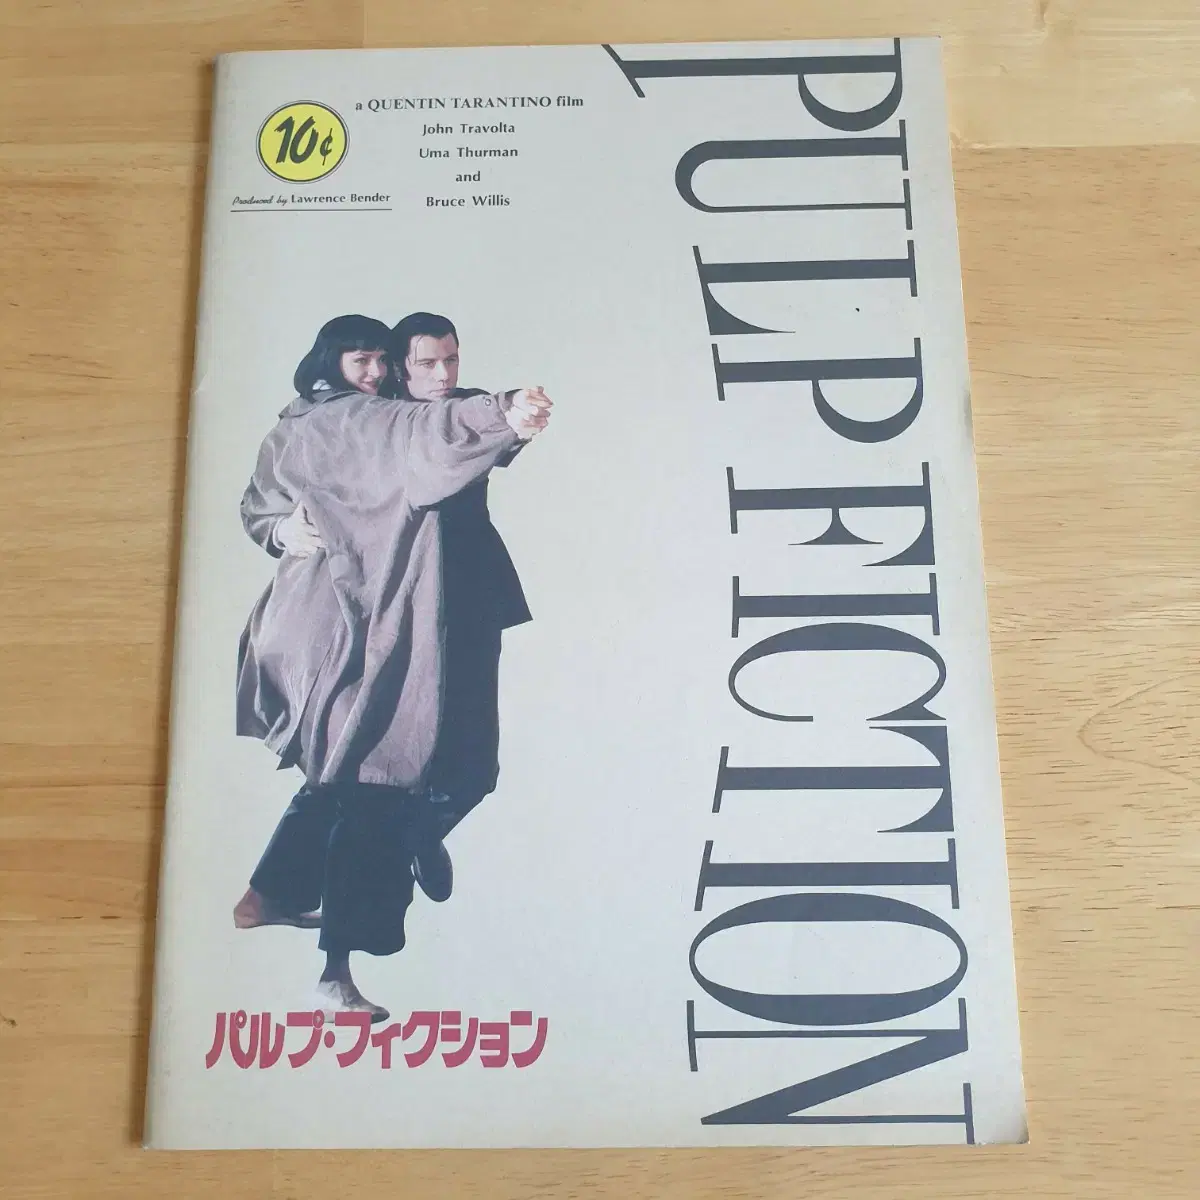 10¢
Produced by Lawrence Bender
a QUENTIN TARANTINO film
John Travolta
Uma Thurman
and
Bruce Willis
PULP FICTION
パルプ・フィクション